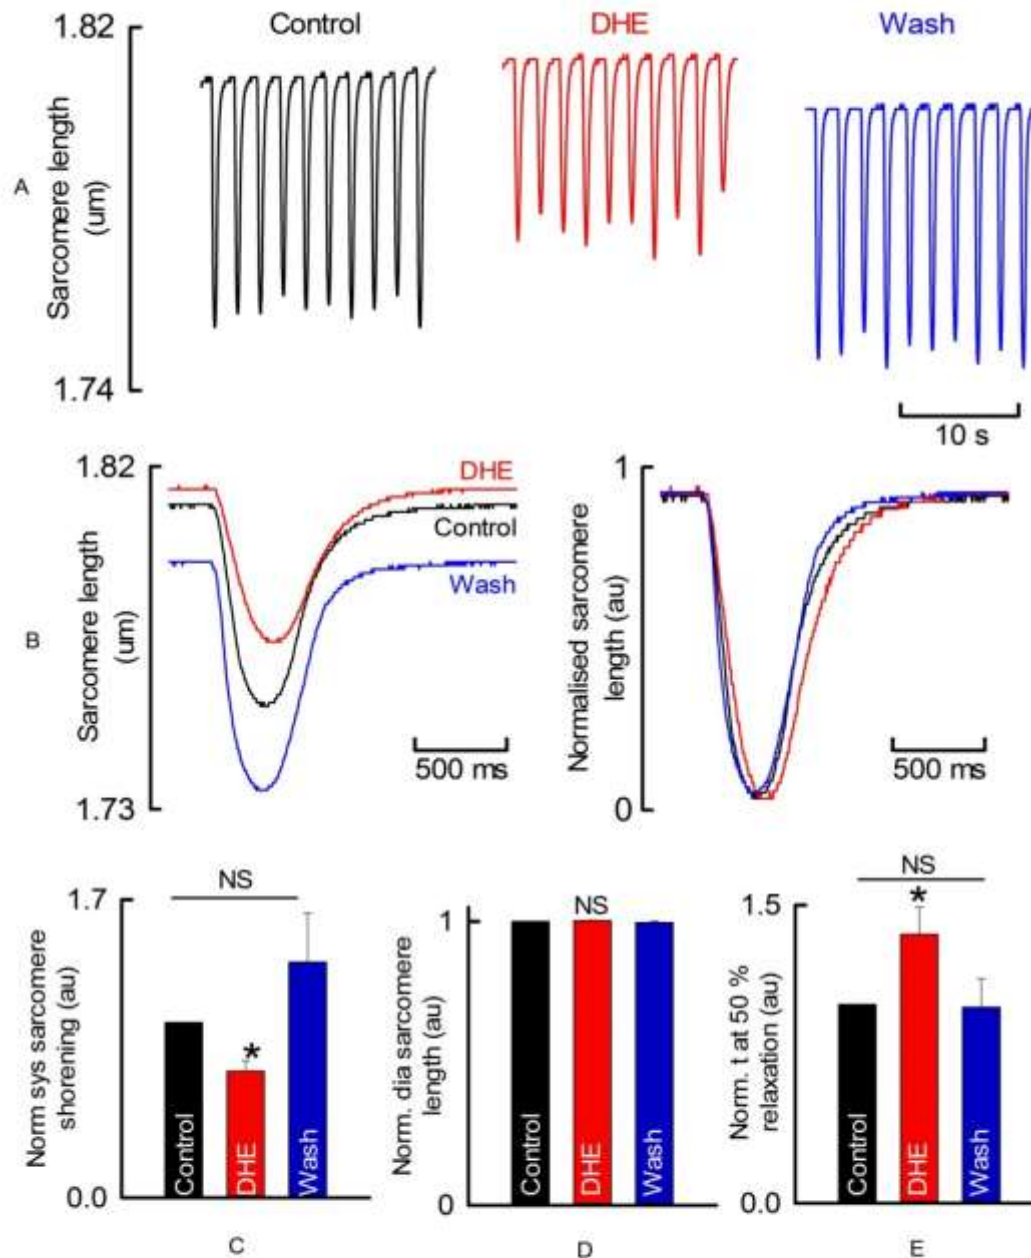 1.82
Control
DHE
Wash
A
Sarcomere length
(um)
1.74
10 s
1.82
DHE
Control
Wash
B
Sarcomere length
(um)
500 ms
1.73
1
Normalised sarcomere
length (au)
500 ms
0
1.7
NS
*
Norm sys sarcomere
shorening (au)
Control
DHE
Wash
0.0
C
1
NS
Norm. dia sarcomere
length (au)
Control
DHE
Wash
0
D
1.5
NS
*
Norm. t at 50 %
relaxation (au)
Control
DHE
Wash
0.0
E